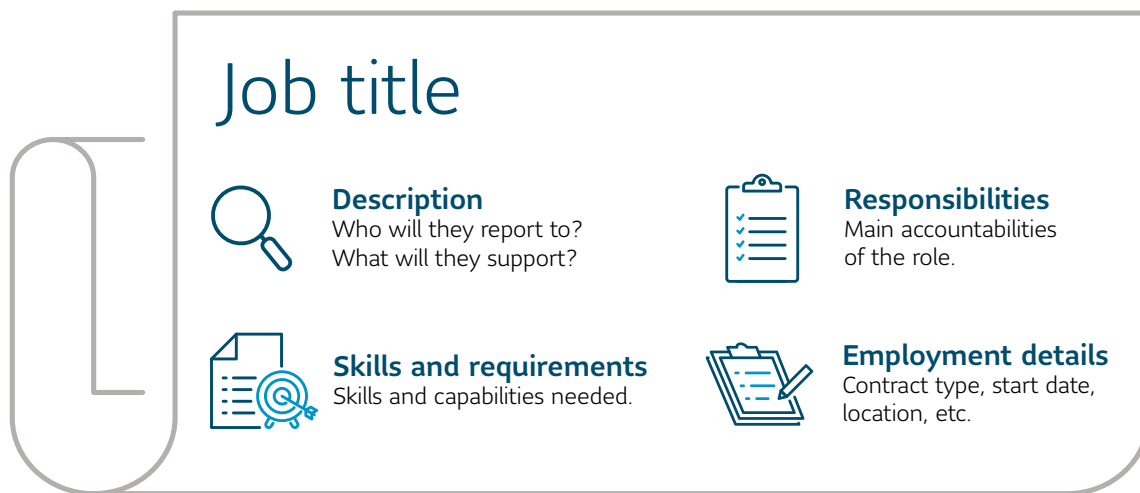 Job title
Description
Who will they report to?
What will they support?
Responsibilities
Main accountabilities
of the role.
Skills and requirements
Skills and capabilities needed.
Employment details
Contract type, start date,
location, etc.